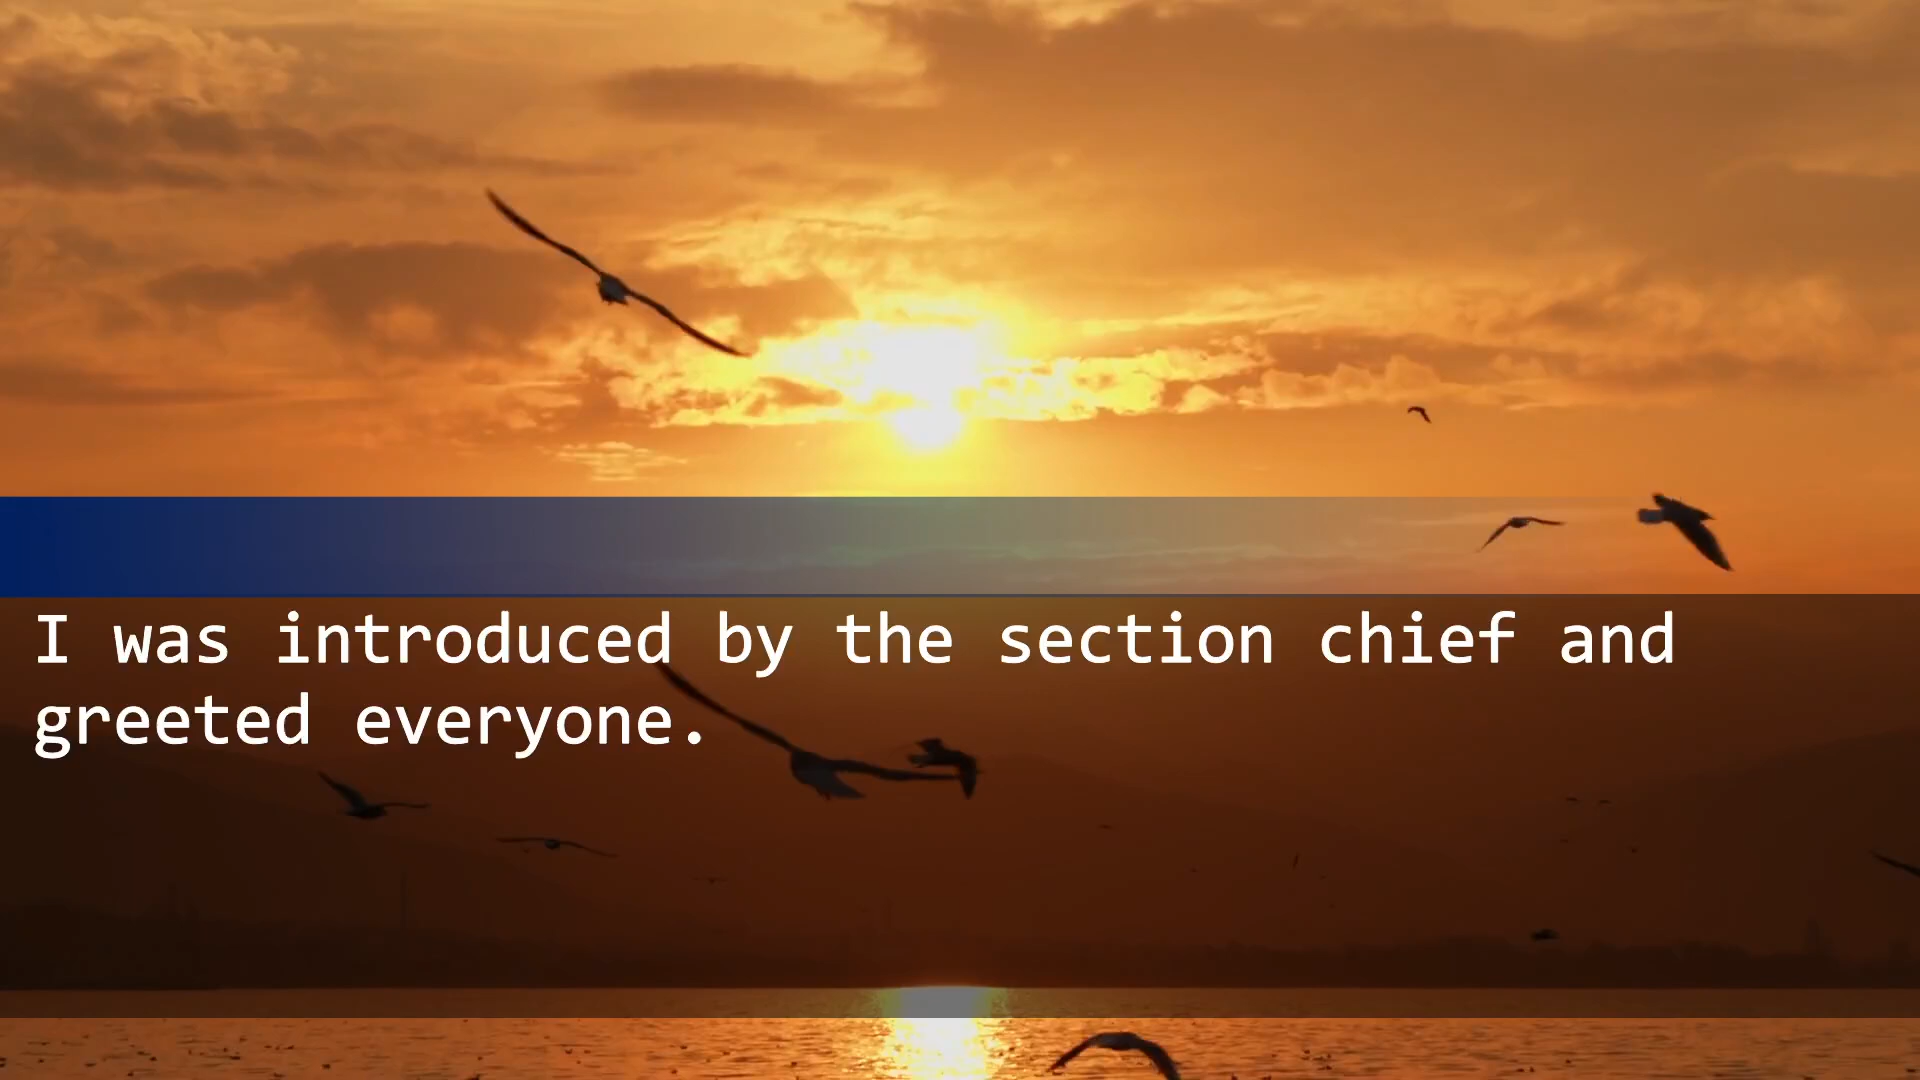 I was introduced by the section chief and
greeted everyone.